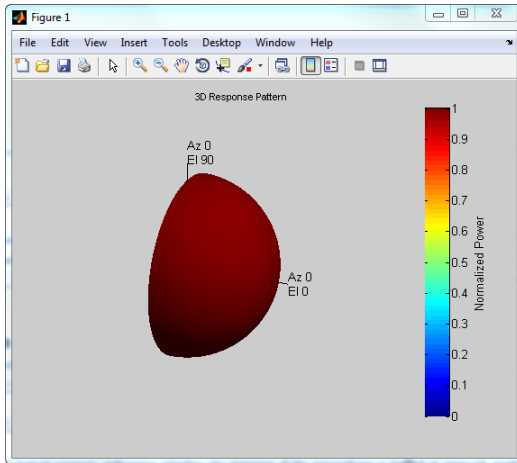 Figure 1
File Edit View Insert Tools Desktop Window Help
3D Response Pattern
Az 0
El 90
Az 0
El 0
1
0.9
0.8
0.7
0.6
0.5
0.4
0.3
0.2
0.1
0
Normalized Power